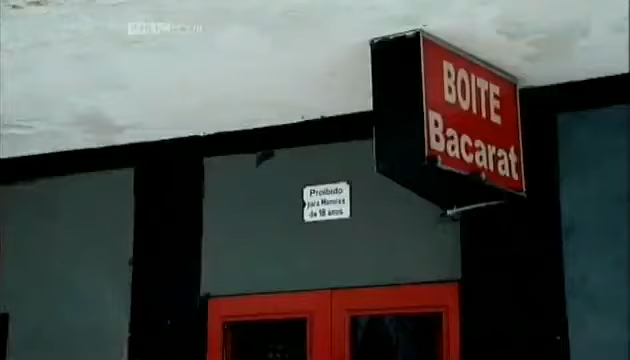 BOITE
Bacarat
Proibido
para Menores
de 18 anos